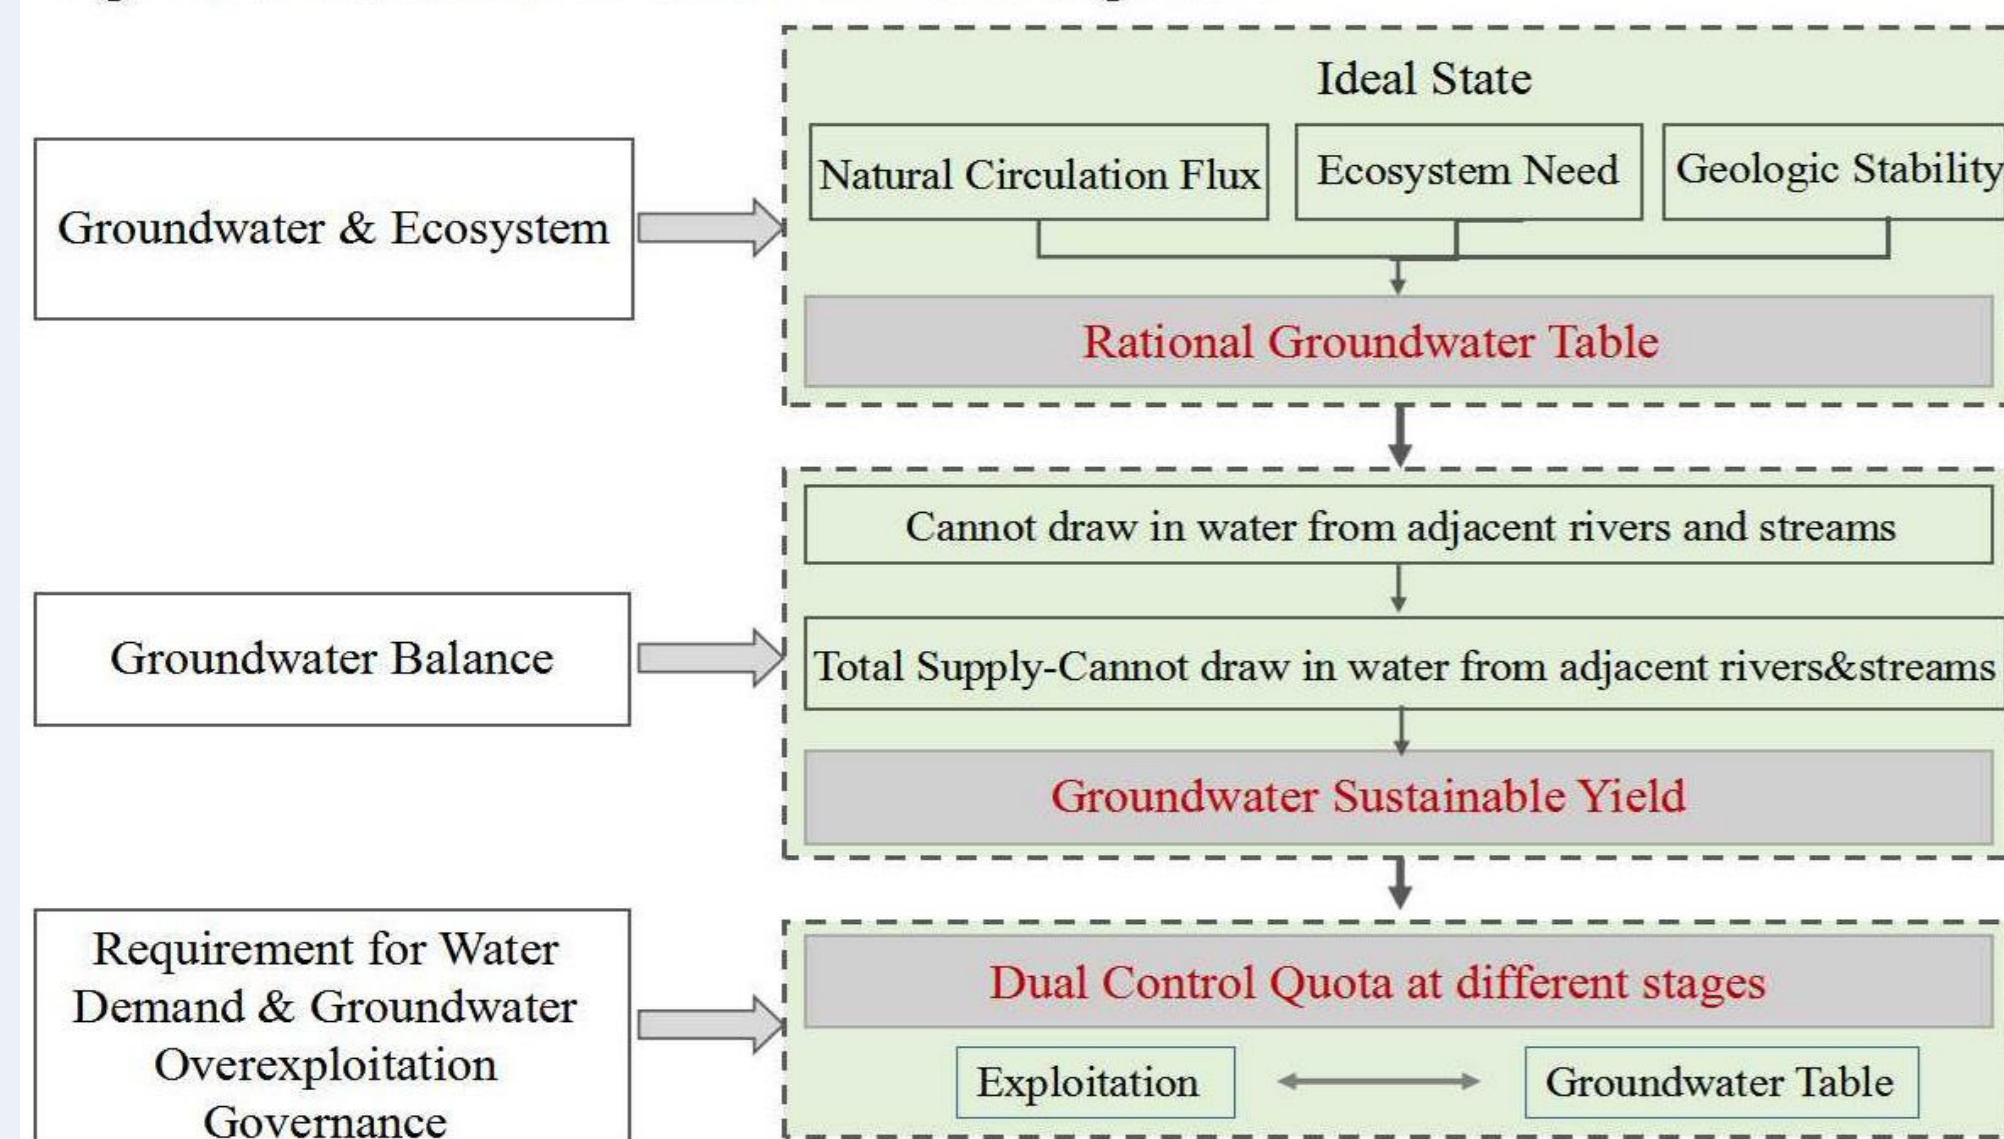 Ideal State
Natural Circulation Flux
Ecosystem Need
Geologic Stability
Groundwater & Ecosystem
Rational Groundwater Table
Cannot draw in water from adjacent rivers and streams
Groundwater Balance
Total Supply-Cannot draw in water from adjacent rivers&streams
Groundwater Sustainable Yield
Requirement for Water
Demand & Groundwater
Overexploitation
Governance
Dual Control Quota at different stages
Exploitation
Groundwater Table